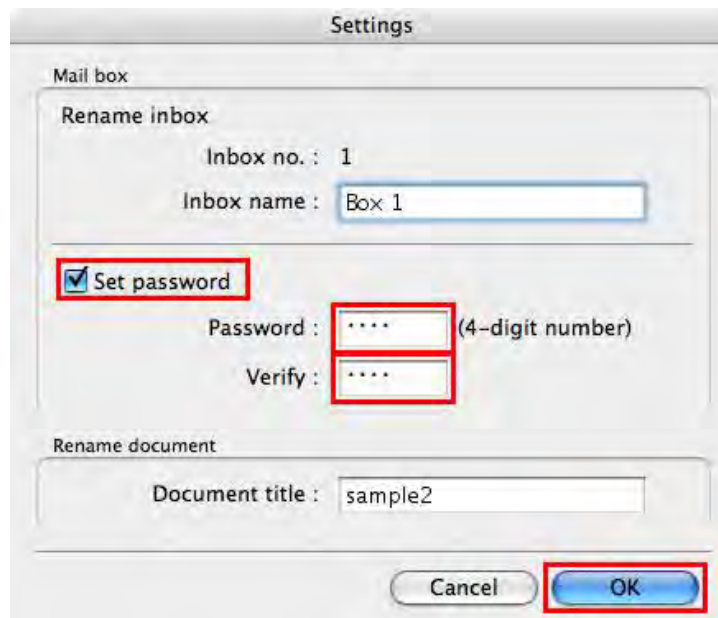 Settings
Mail box
Rename inbox
Inbox no. : 1
Inbox name : Box 1
Set password
Password : •••• (4-digit number)
Verify : ••••
Rename document
Document title : sample2
Cancel OK